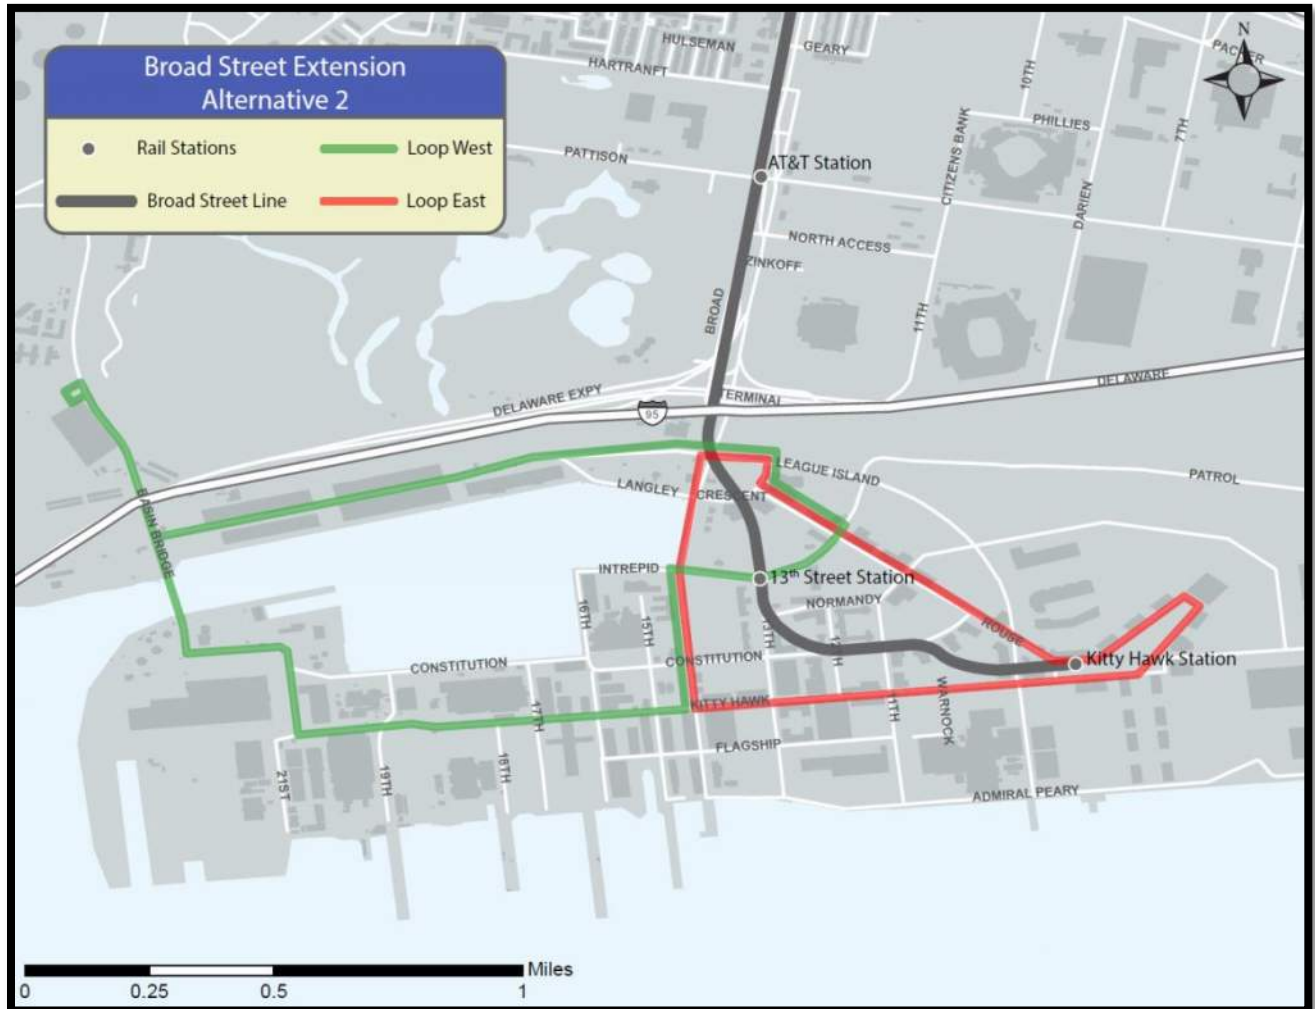 Broad Street Extension
Alternative 2
Rail Stations
Loop West
Broad Street Line
Loop East
N
HULSEMAN
GEARY
PACKER
HARTRANFT
10TH
PHILLIES
7TH
CITIZENS BANK
PATTISON
AT&T Station
DARIEN
NORTH ACCESS
ZINKOFF
BROAD
11TH
DELAWARE
DELAWARE EXPY
TERMINAL
95
LEAGUE ISLAND
PATROL
LANGLEY
CRESCENT
BASIN BRIDGE
INTREPID
13th Street Station
NORMANDY
16TH
15TH
13TH
12TH
ROUSE
CONSTITUTION
CONSTITUTION
Kitty Hawk Station
KITTY HAWK
17TH
11TH
WARNOCK
FLAGSHIP
21ST
19TH
18TH
ADMIRAL PEARY
Miles
0
0.25
0.5
1